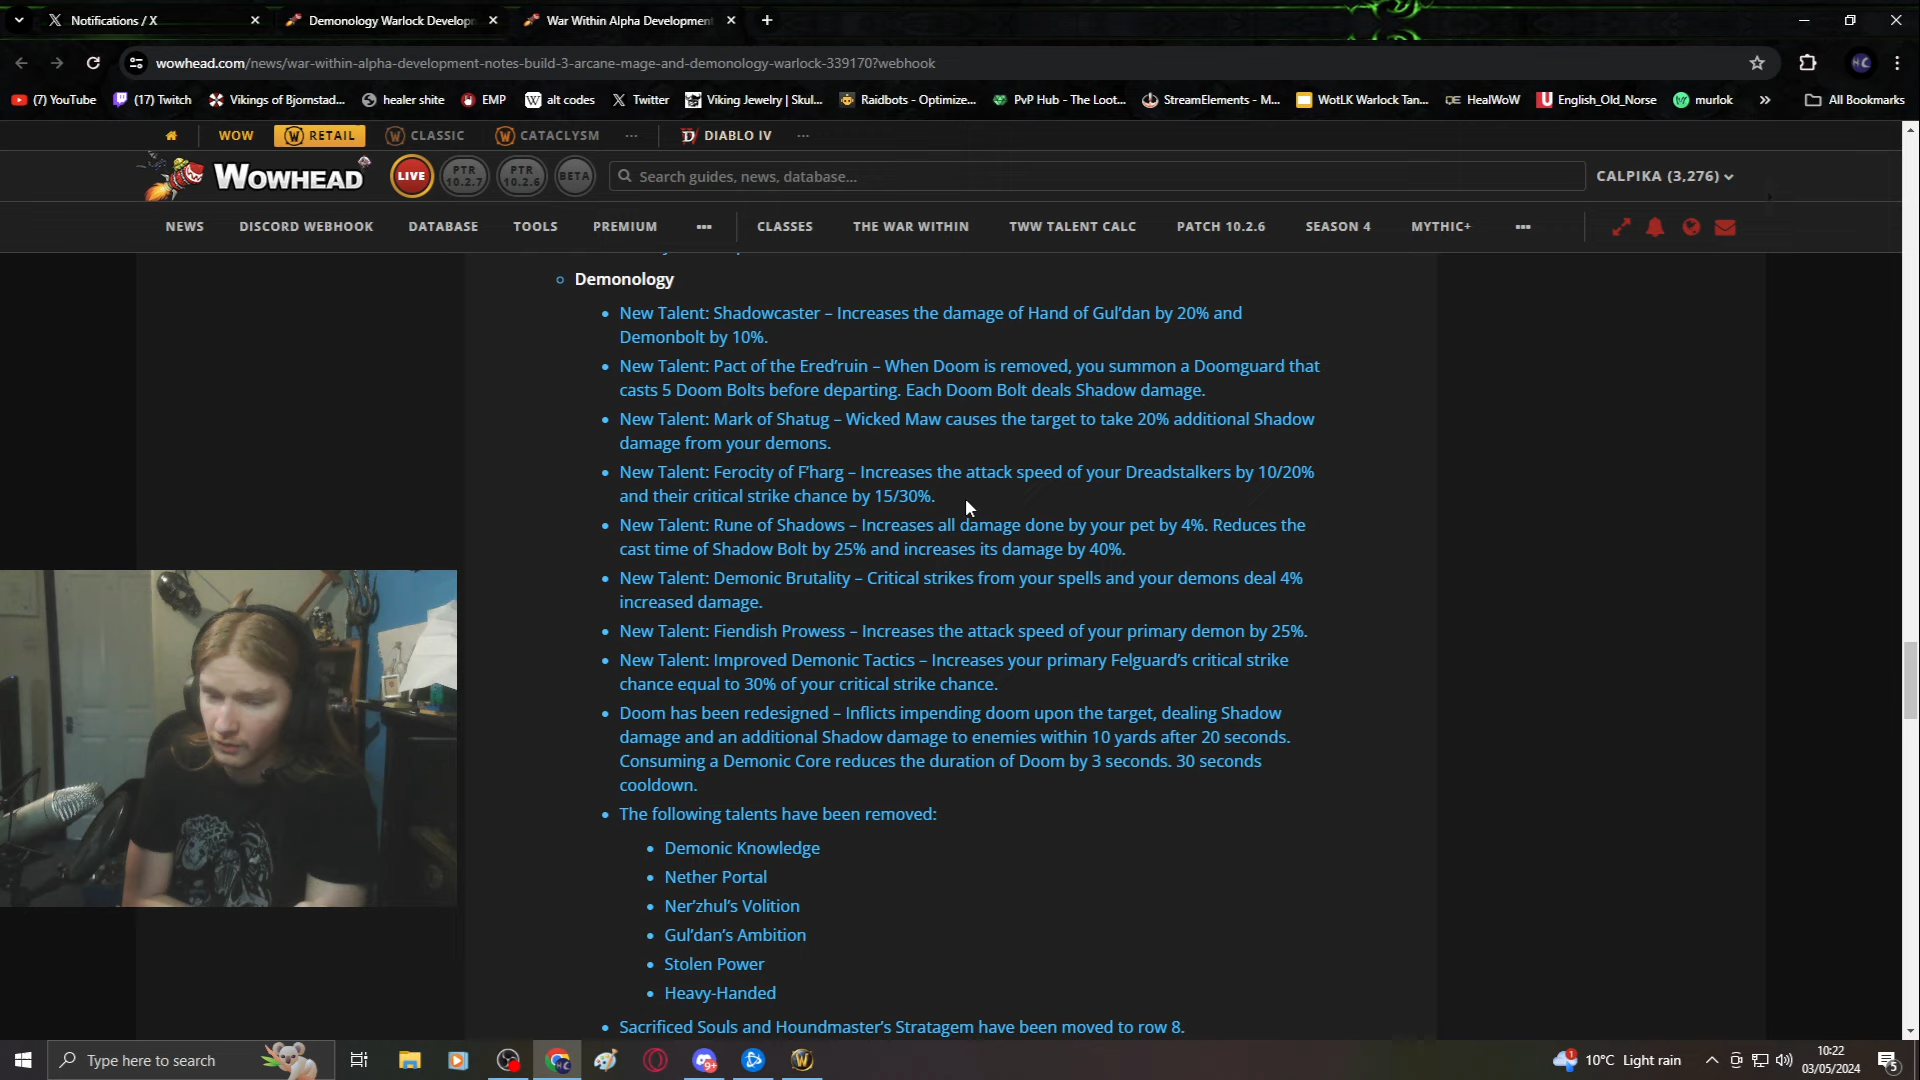 Notifications / X
Demonology Warlock Develop
War Within Alpha Development
wowhead.com/news/war-within-alpha-development-notes-build-3-arcane-mage-and-demonology-warlock-339170?webhook
HC
(7) YouTube
(17) Twitch
Vikings of Bjornstad...
healer shite
EMP
alt codes
Twitter
Viking Jewelry | Skul...
Raidbots - Optimize...
PvP Hub - The Loot...
StreamElements - M...
WotLK Warlock Tan...
HealWoW
English_Old_Norse
murlok
»
All Bookmarks
WOW
RETAIL
CLASSIC
CATACLYSM
DIABLO IV
WOWHEAD
LIVE
PTR
10.2.7
PTR
10.2.6
BETA
Search guides, news, database...
CALPIKA (3,276)
NEWS
DISCORD WEBHOOK
DATABASE
TOOLS
PREMIUM
CLASSES
THE WAR WITHIN
TWW TALENT CALC
PATCH 10.2.6
SEASON 4
MYTHIC+
Demonology
New Talent: Shadowcaster – Increases the damage of Hand of Gul'dan by 20% and
Demonbolt by 10%.
New Talent: Pact of the Ered'ruin – When Doom is removed, you summon a Doomguard that
casts 5 Doom Bolts before departing. Each Doom Bolt deals Shadow damage.
New Talent: Mark of Shatug – Wicked Maw causes the target to take 20% additional Shadow
damage from your demons.
New Talent: Ferocity of F'harg – Increases the attack speed of your Dreadstalkers by 10/20%
and their critical strike chance by 15/30%.
New Talent: Rune of Shadows – Increases all damage done by your pet by 4%. Reduces the
cast time of Shadow Bolt by 25% and increases its damage by 40%.
New Talent: Demonic Brutality – Critical strikes from your spells and your demons deal 4%
increased damage.
New Talent: Fiendish Prowess – Increases the attack speed of your primary demon by 25%.
New Talent: Improved Demonic Tactics – Increases your primary Felguard's critical strike
chance equal to 30% of your critical strike chance.
Doom has been redesigned – Inflicts impending doom upon the target, dealing Shadow
damage and an additional Shadow damage to enemies within 10 yards after 20 seconds.
Consuming a Demonic Core reduces the duration of Doom by 3 seconds. 30 seconds
cooldown.
The following talents have been removed:
Demonic Knowledge
Nether Portal
Ner'zhul's Volition
Gul'dan's Ambition
Stolen Power
Heavy-Handed
Sacrificed Souls and Houndmaster's Stratagem have been moved to row 8.
Type here to search
10°C Light rain
10:22
03/05/2024